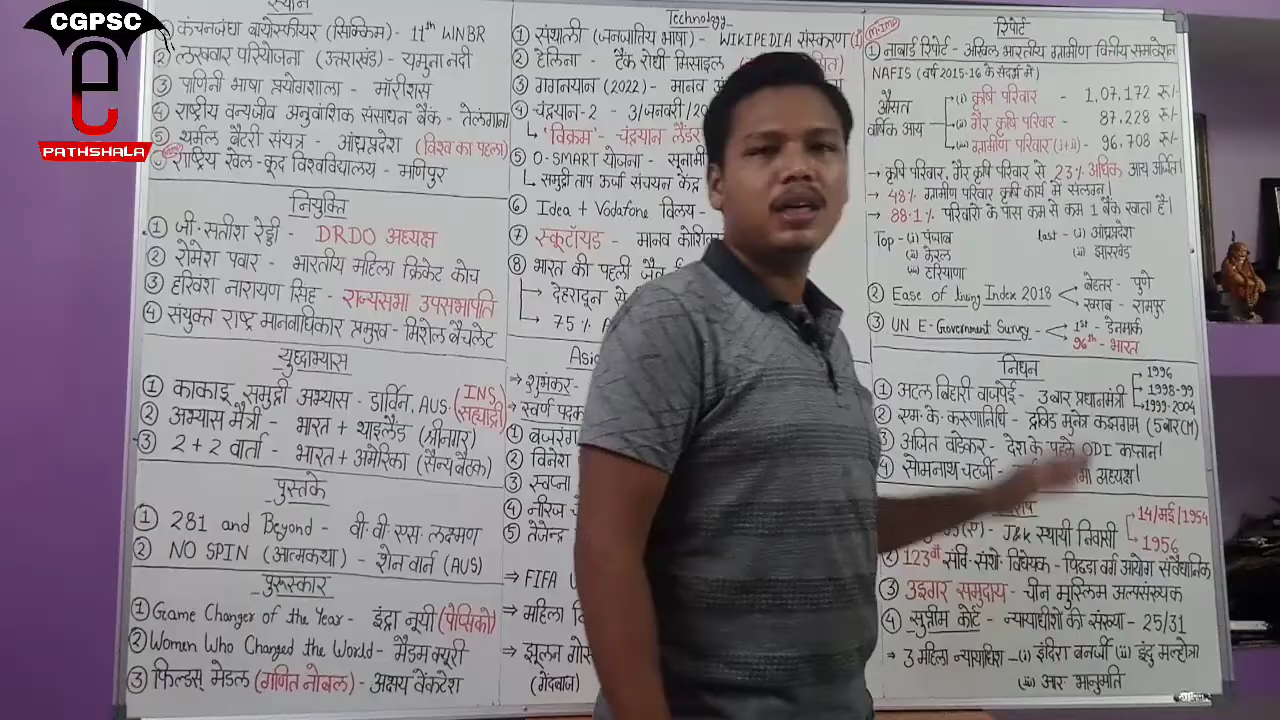 CGPSC
e
PATHSHALA
स्थान
कंचनजंघा बायोस्फीयर (सिक्किम) - 11th WNBR
② लखवार परियोजना (उत्तराखंड) - यमुना नदी
③ पाणिनी भाषा प्रयोगशाला - मॉरीशस
④ राष्ट्रीय वन्यजीव अनुवांशिक संसाधन बैंक - तेलंगाना
⑤ थर्मल बैटरी संयत्र - आंध्रप्रदेश (विश्व का पहला)
राष्ट्रिय खेल-कूद विश्वविद्यालय - मणिपुर
नियुक्ति
① जी. सतीश रेड्डी - DRDO अध्यक्ष
② रोमेश पवार - भारतीय महिला क्रिकेट कोच
③ हरिवंश नारायण सिंह - राज्यसभा उपसभापति
④ संयुक्त राष्ट्र मानवाधिकार प्रमुख - मिशेल बैचलेट
युद्धाभ्यास
① काकाडू समुद्री अभ्यास - डार्विन, AUS. (INS सह्याद्री)
② अभ्यास मैत्री - भारत + थाइलैंड (श्रीनगर)
③ 2+2 वार्ता - भारत + अमेरिका (सैन्य बैठक)
पुस्तके
① 281 and Beyond - वी. वी. एस. लक्ष्मण
② NO SPIN (आत्मकथा) - शेन वार्न (AUS)
पुरुस्कार
① Game Changer of the Year - इंद्रा नूयी (पेप्सिको)
② Women Who Changed the World - मैडम क्यूरी
③ फिल्डस् मेडल (गणित नोबल) - अक्षय वेंकटेश
Technology
① संथाली (जनजातिय भाषा) - WIKIPEDIA संस्करण
② हेलिना - टैंक रोधी मिसाइल
③ गगनयान (2022) - मानव
④ चंद्रयान-2 - 3/जनवरी/20
↳ 'विक्रम' - चंद्रयान लैंडर
⑤ O-SMART योजना - सुनामी
↳ समुद्री ताप ऊर्जा संचयन केंद्र
⑥ Idea + Vodafone विलय -
⑦ स्कूटॉयड - मानव कोशिका
⑧ भारत की पहली जैव
→ देहरादून से
→ 75%
Asia
⇒ शुभंकर -
⇒ स्वर्ण पदक
① बजरंग
② विनेश
③ स्वप्ना
④ नीरज
⑤ तेजेन्द्र
⇒ FIFA
⇒ महिला
⇒ झूलन गोस
(गेंदबाज)
M-Imp
रिपोर्ट
① नाबार्ड रिपोर्ट - अखिल भारतीय ग्रामीण वित्तीय समावेशन
NAFIS (वर्ष 2015-16 के संदर्भ में)
औसत वार्षिक आय
(i) कृषि परिवार - 1,07,172 रू/-
(ii) गैर कृषि परिवार - 87,228 रू/-
(iii) ग्रामीण परिवार (i+ii) - 96,708 रू/-
→ कृषि परिवार, गैर कृषि परिवार से 23% अधिक आय अर्जित।
→ 48% ग्रामीण परिवार कृषि कार्य में संलग्न।
→ 88.1% परिवारों के पास कम से कम 1 बैंक खाता है।
Top - (i) पंजाब last - (i) आंध्रप्रदेश
(ii) केरल (ii) झारखंड
(iii) हरियाणा
② Ease of living Index 2018 बेहतर - पुणे
खराब - रामपुर
③ UN E-Government Survey - 1st - डेनमार्क
96th - भारत
निधन
① अटल बिहारी वाजपेई - 3 बार प्रधानमंत्री → 1996 → 1998-99 → 1999-2004
② एम. के. करुणानिधि - द्रविड़ मुनेत्र कझगम (5 बार CM)
③ अजित वाडेकर - देश के पहले ODI कप्तान।
④ सोमनाथ चटर्जी - अध्यक्ष।
J&K स्थायी निवासी → 14/मई/1954 → 1956
② 123वां संवि. संशो. विधेयक - पिछड़ा वर्ग आयोग संवैधानिक
③ उइगर समुदाय - चीन मुस्लिम अल्पसंख्यक
④ सुप्रीम कोर्ट - न्यायाधीशों की संख्या - 25/31
⇒ 3 महिला न्यायाधिश - (i) इंदिरा बनर्जी (ii) इंदु मल्होत्रा
(iii) आर. भानुमति